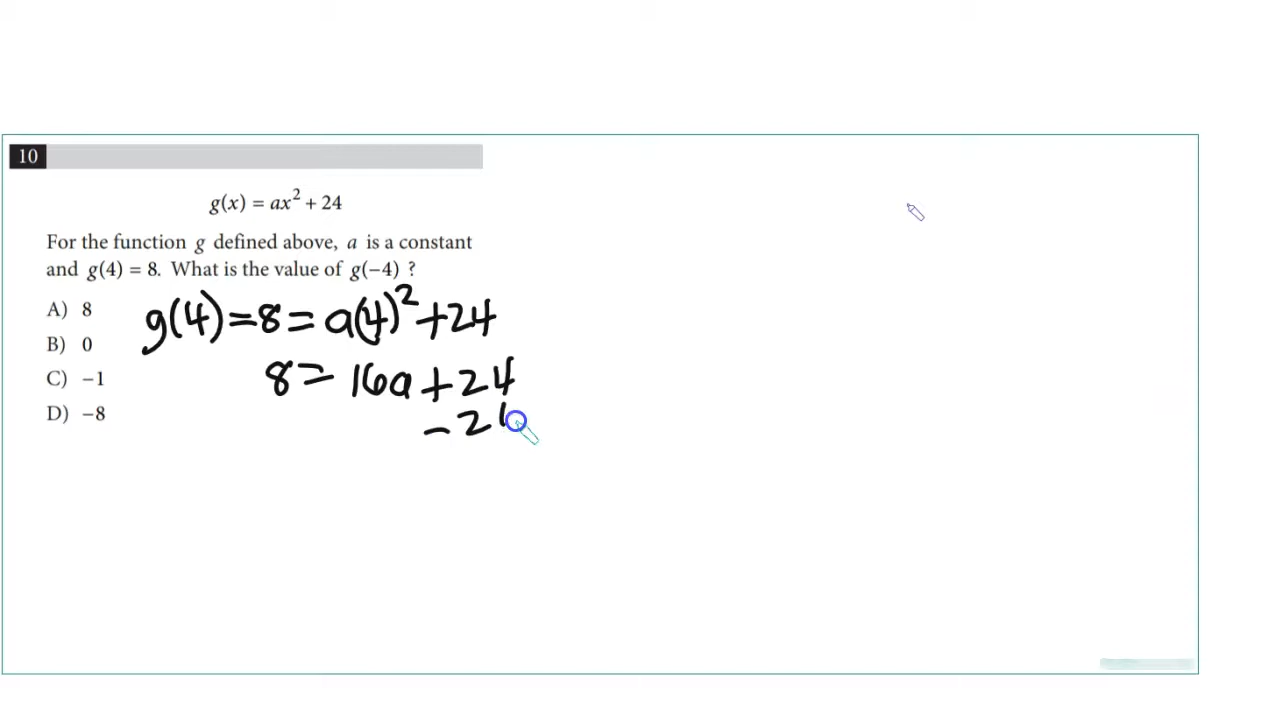 10
g(x) = ax² + 24
For the function g defined above, a is a constant
and g(4) = 8. What is the value of g(−4) ?
A) 8
B) 0
C) −1
D) −8
g(4)=8=a(4)²+24
8=16a+24
−2